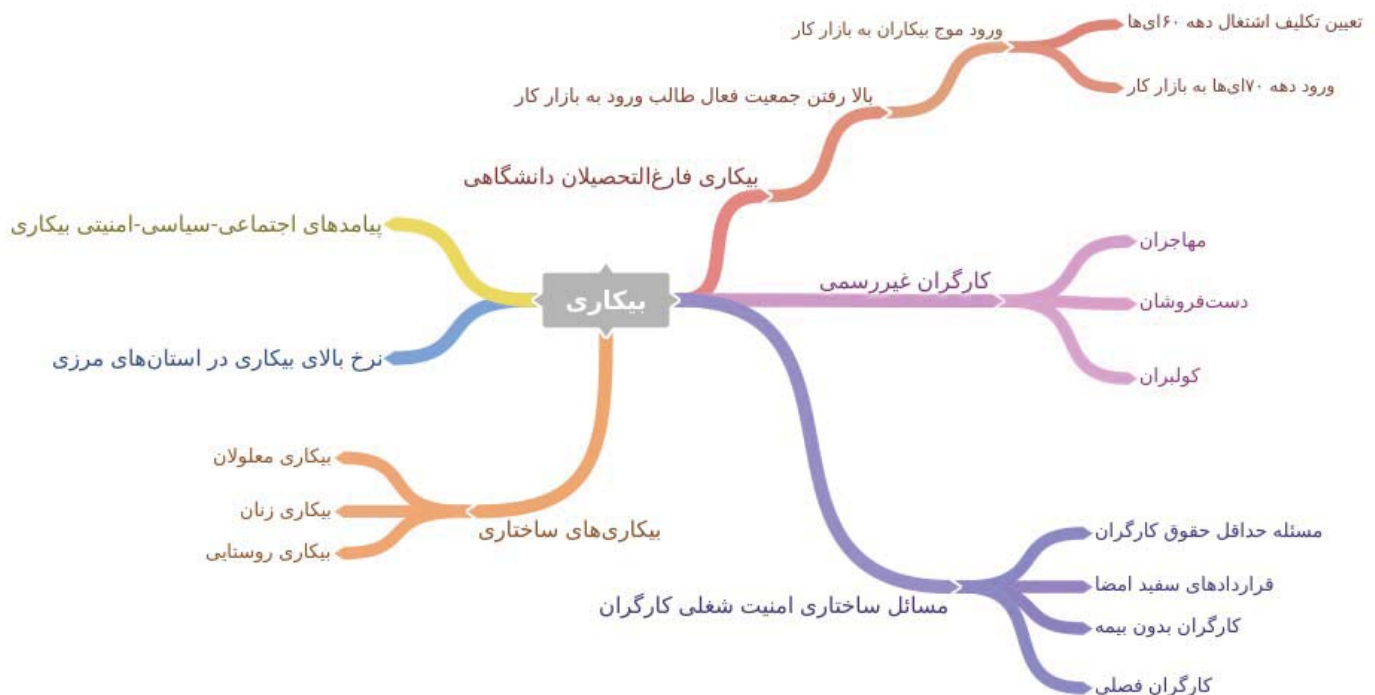 بیکاری
بیکاری فارغ‌التحصیلان دانشگاهی
بالا رفتن جمعیت فعال طالب ورود به بازار کار
ورود موج بیکاران به بازار کار
تعیین تکلیف اشتغال دهه ۶۰ای‌ها
ورود دهه ۷۰ای‌ها به بازار کار
کارگران غیررسمی
مهاجران
دست‌فروشان
کولبران
مسائل ساختاری امنیت شغلی کارگران
مسئله حداقل حقوق کارگران
قراردادهای سفید امضا
کارگران بدون بیمه
کارگران فصلی
پیامدهای اجتماعی-سیاسی-امنیتی بیکاری
نرخ بالای بیکاری در استان‌های مرزی
بیکاری‌های ساختاری
بیکاری معلولان
بیکاری زنان
بیکاری روستایی